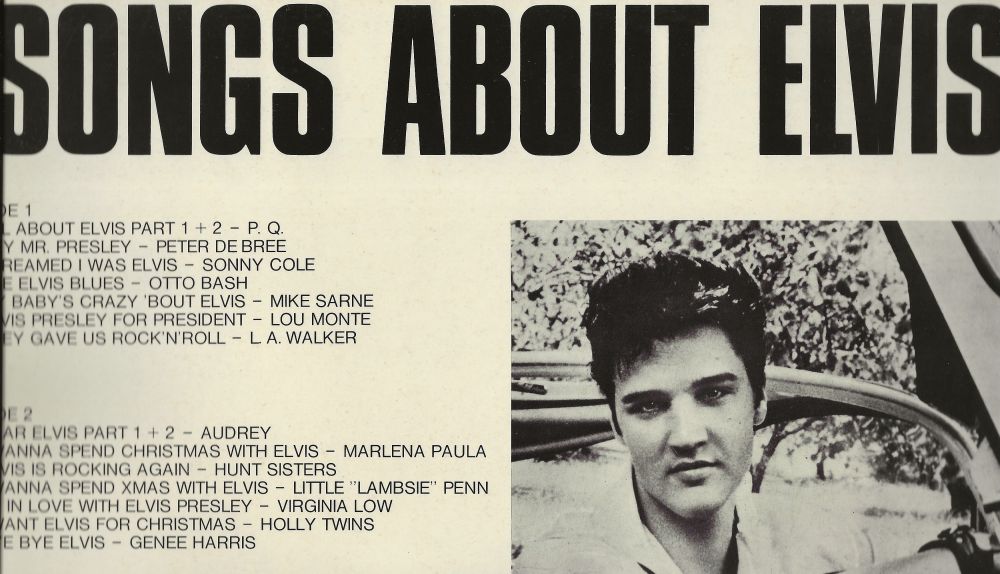 SONGS ABOUT ELVIS
DE 1
L ABOUT ELVIS PART 1 + 2 – P. Q.
Y MR. PRESLEY – PETER DE BREE
REAMED I WAS ELVIS – SONNY COLE
E ELVIS BLUES – OTTO BASH
Y BABY'S CRAZY 'BOUT ELVIS – MIKE SARNE
VIS PRESLEY FOR PRESIDENT – LOU MONTE
EY GAVE US ROCK'N'ROLL – L. A. WALKER
DE 2
AR ELVIS PART 1 + 2 – AUDREY
ANNA SPEND CHRISTMAS WITH ELVIS – MARLENA PAULA
VIS IS ROCKING AGAIN – HUNT SISTERS
ANNA SPEND XMAS WITH ELVIS – LITTLE "LAMBSIE" PENN
IN LOVE WITH ELVIS PRESLEY – VIRGINIA LOW
ANT ELVIS FOR CHRISTMAS – HOLLY TWINS
E BYE ELVIS – GENEE HARRIS